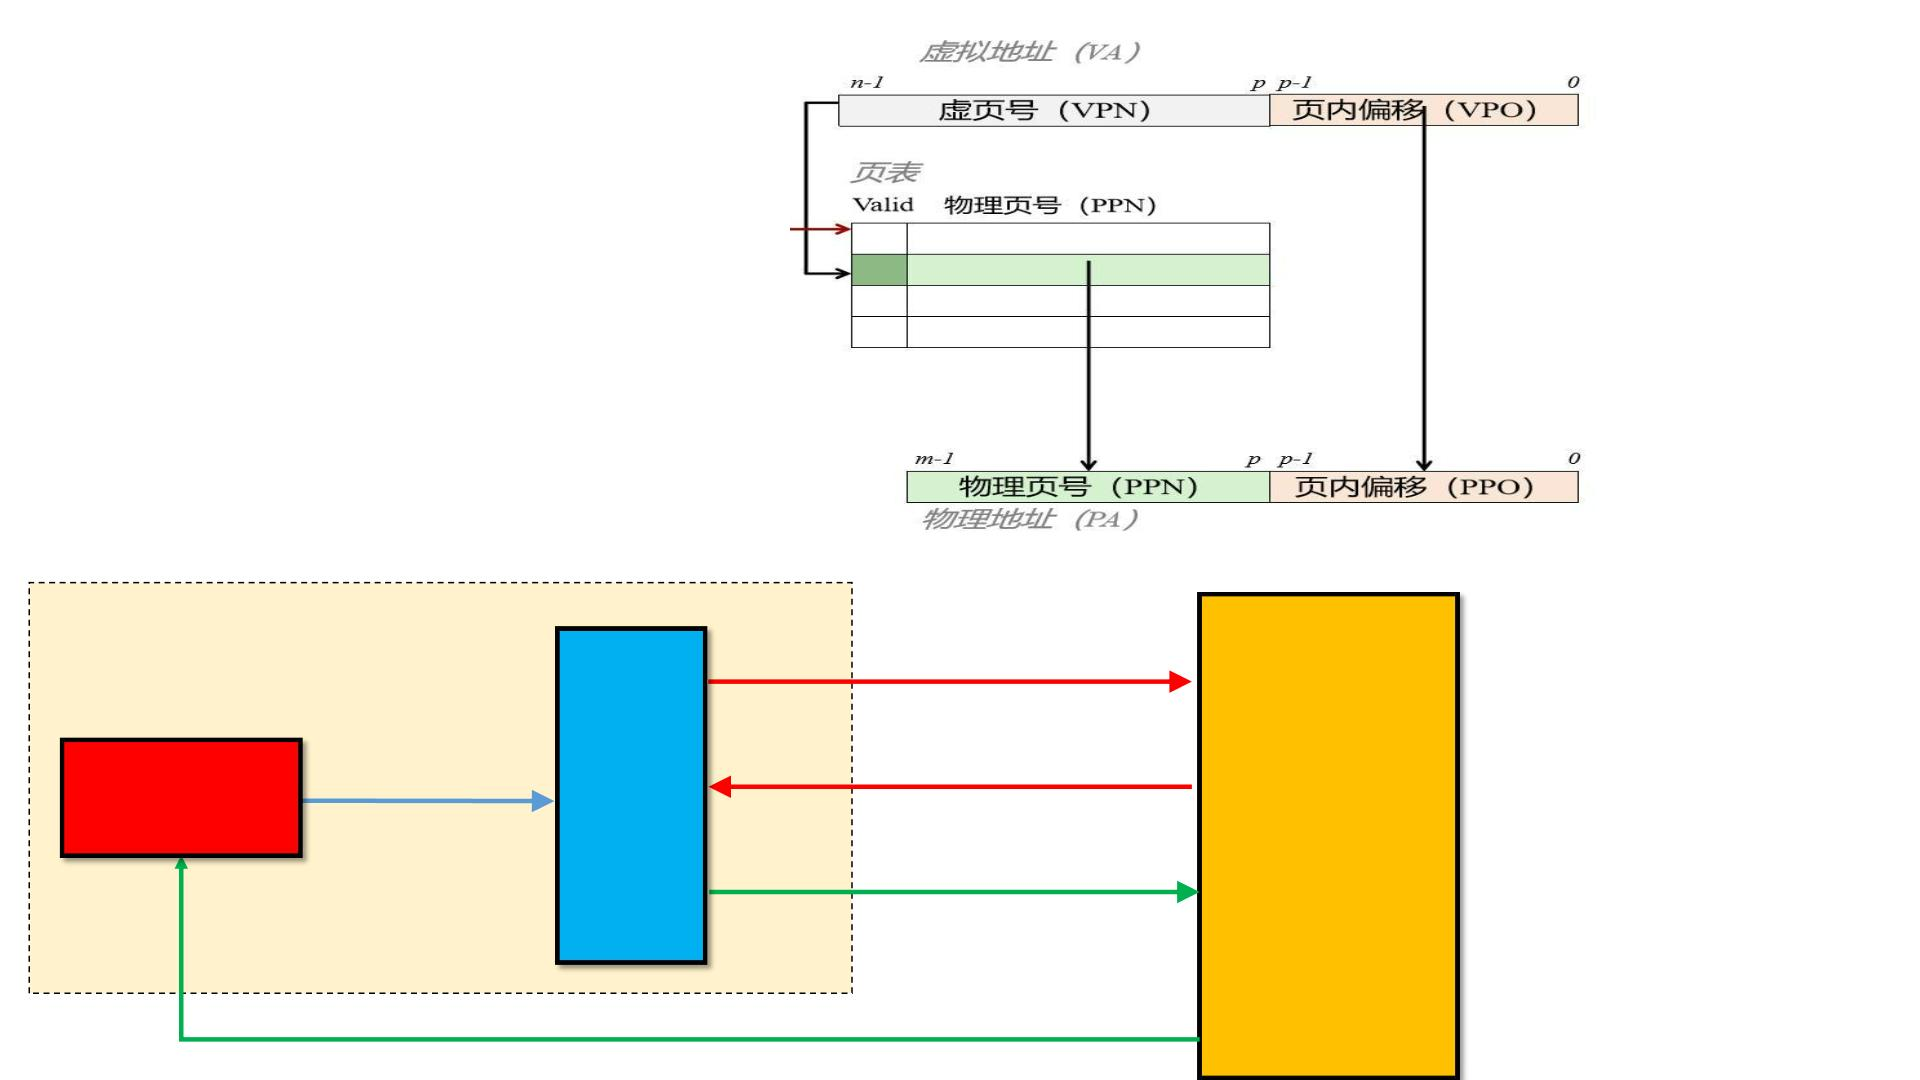 虚拟地址（VA）
n-1 p p-1 0
虚页号（VPN） 页内偏移（VPO）
页表
Valid 物理页号（PPN）
m-1 p p-1 0
物理页号（PPN） 页内偏移（PPO）
物理地址（PA）